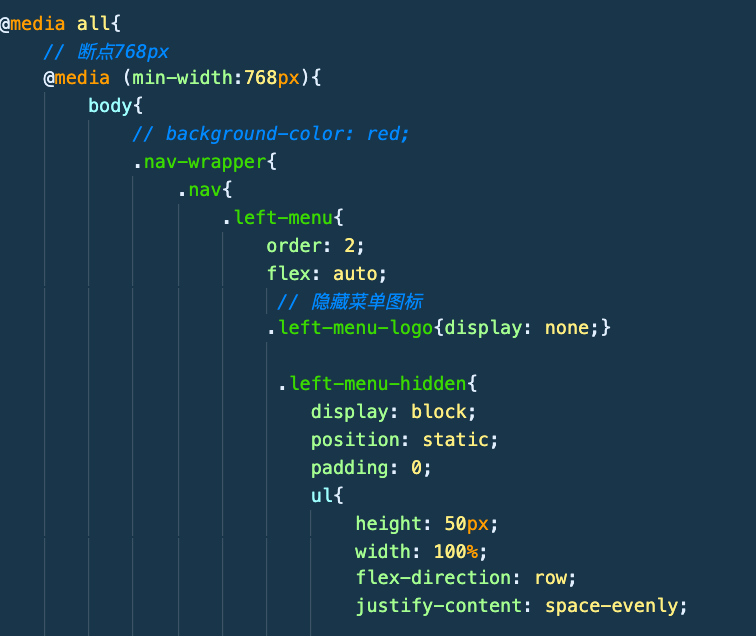 @media all{
// 断点768px
@media (min-width:768px){
body{
// background-color: red;
.nav-wrapper{
.nav{
.left-menu{
order: 2;
flex: auto;
// 隐藏菜单图标
.left-menu-logo{display: none;}
.left-menu-hidden{
display: block;
position: static;
padding: 0;
ul{
height: 50px;
width: 100%;
flex-direction: row;
justify-content: space-evenly;